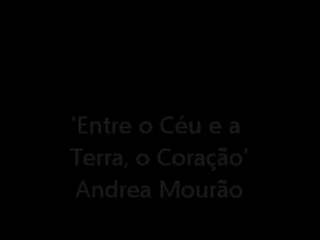 'Entre o Céu e a
Terra, o Coração'
Andrea Mourão